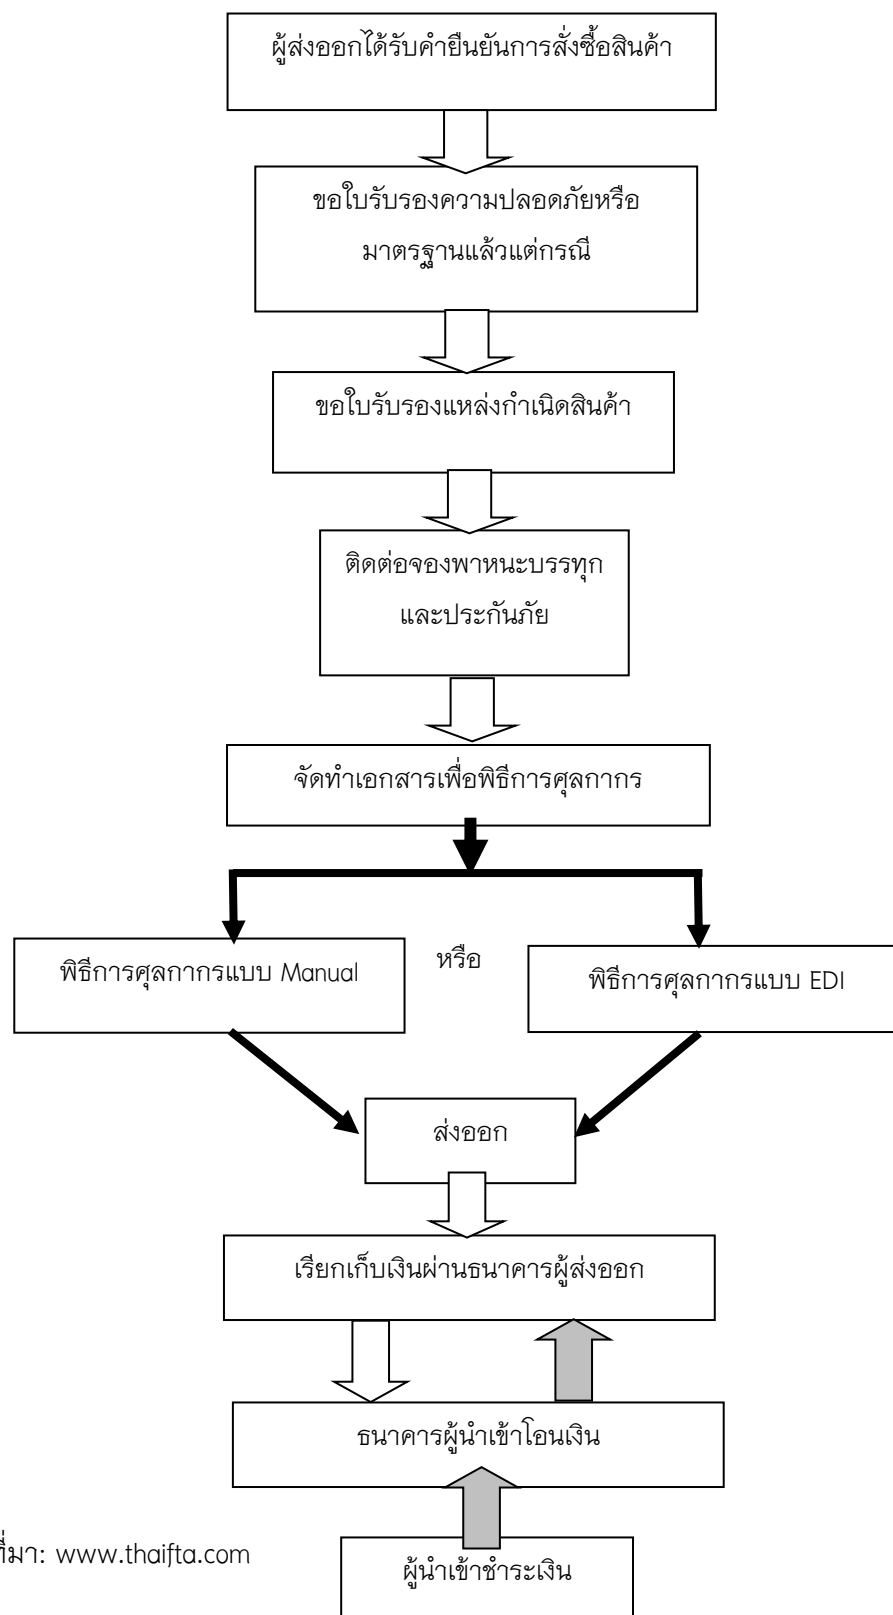 ผู้ส่งออกได้รับคำยืนยันการสั่งซื้อสินค้า
ขอใบรับรองความปลอดภัยหรือ
มาตรฐานแล้วแต่กรณี
ขอใบรับรองแหล่งกำเนิดสินค้า
ติดต่อจองพาหนะบรรทุก
และประกันภัย
จัดทำเอกสารเพื่อพิธีการศุลกากร
พิธีการศุลกากรแบบ Manual
หรือ
พิธีการศุลกากรแบบ EDI
ส่งออก
เรียกเก็บเงินผ่านธนาคารผู้ส่งออก
ธนาคารผู้นำเข้าโอนเงิน
ที่มา: www.thaifta.com
ผู้นำเข้าชำระเงิน